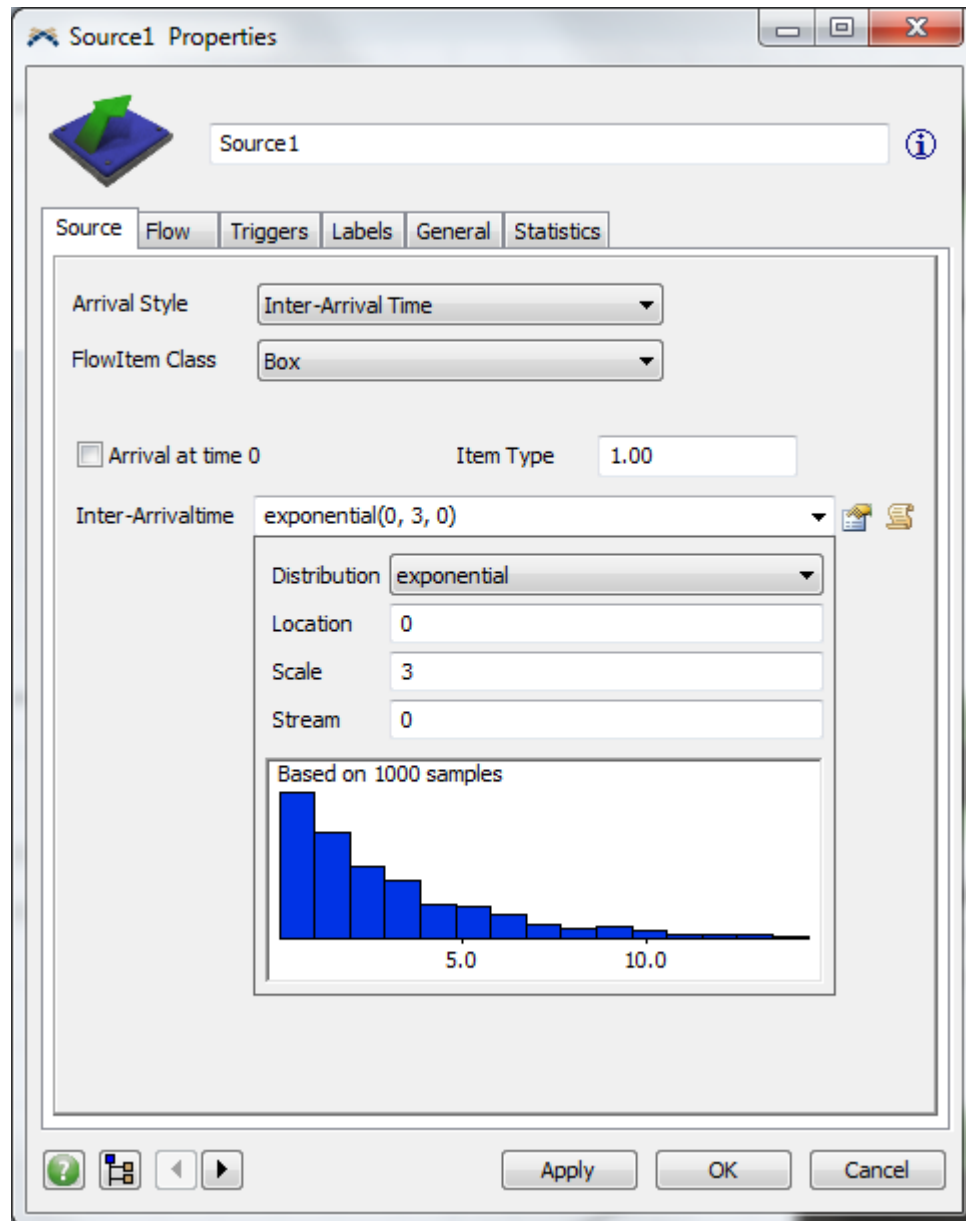 Source1 Properties
Source1
Source Flow Triggers Labels General Statistics
Arrival Style Inter-Arrival Time
FlowItem Class Box
Arrival at time 0 Item Type 1.00
Inter-Arrivaltime exponential(0, 3, 0)
Distribution exponential
Location 0
Scale 3
Stream 0
Based on 1000 samples
5.0 10.0
Apply OK Cancel